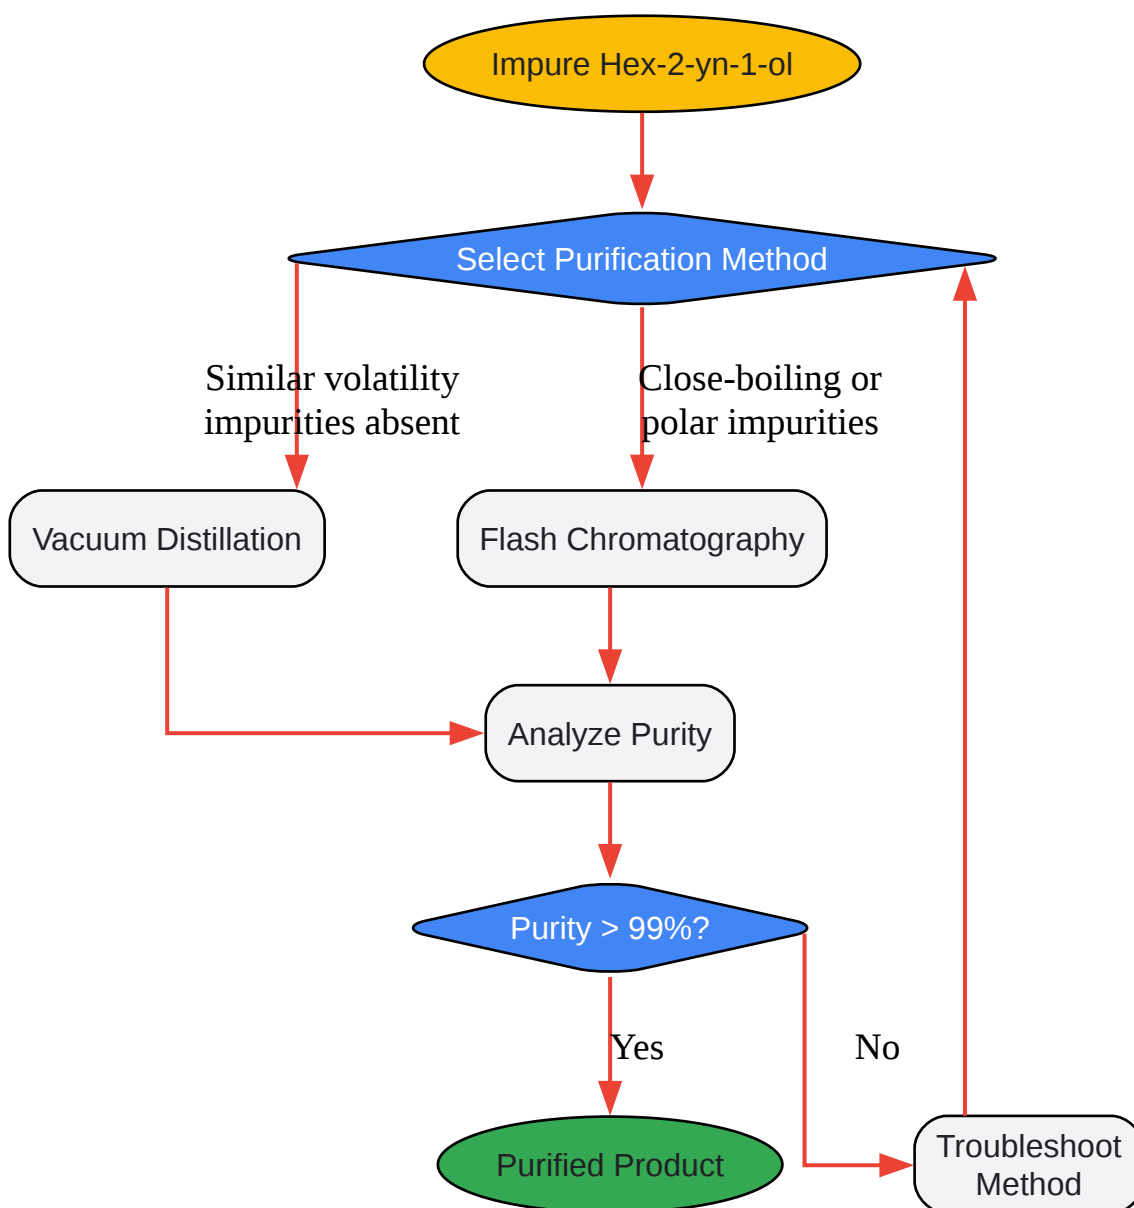 Impure Hex-2-yn-1-ol
Select Purification Method
Similar volatility
impurities absent
Close-boiling or
polar impurities
Vacuum Distillation
Flash Chromatography
Analyze Purity
Purity > 99%?
Yes
No
Purified Product
Troubleshoot
Method